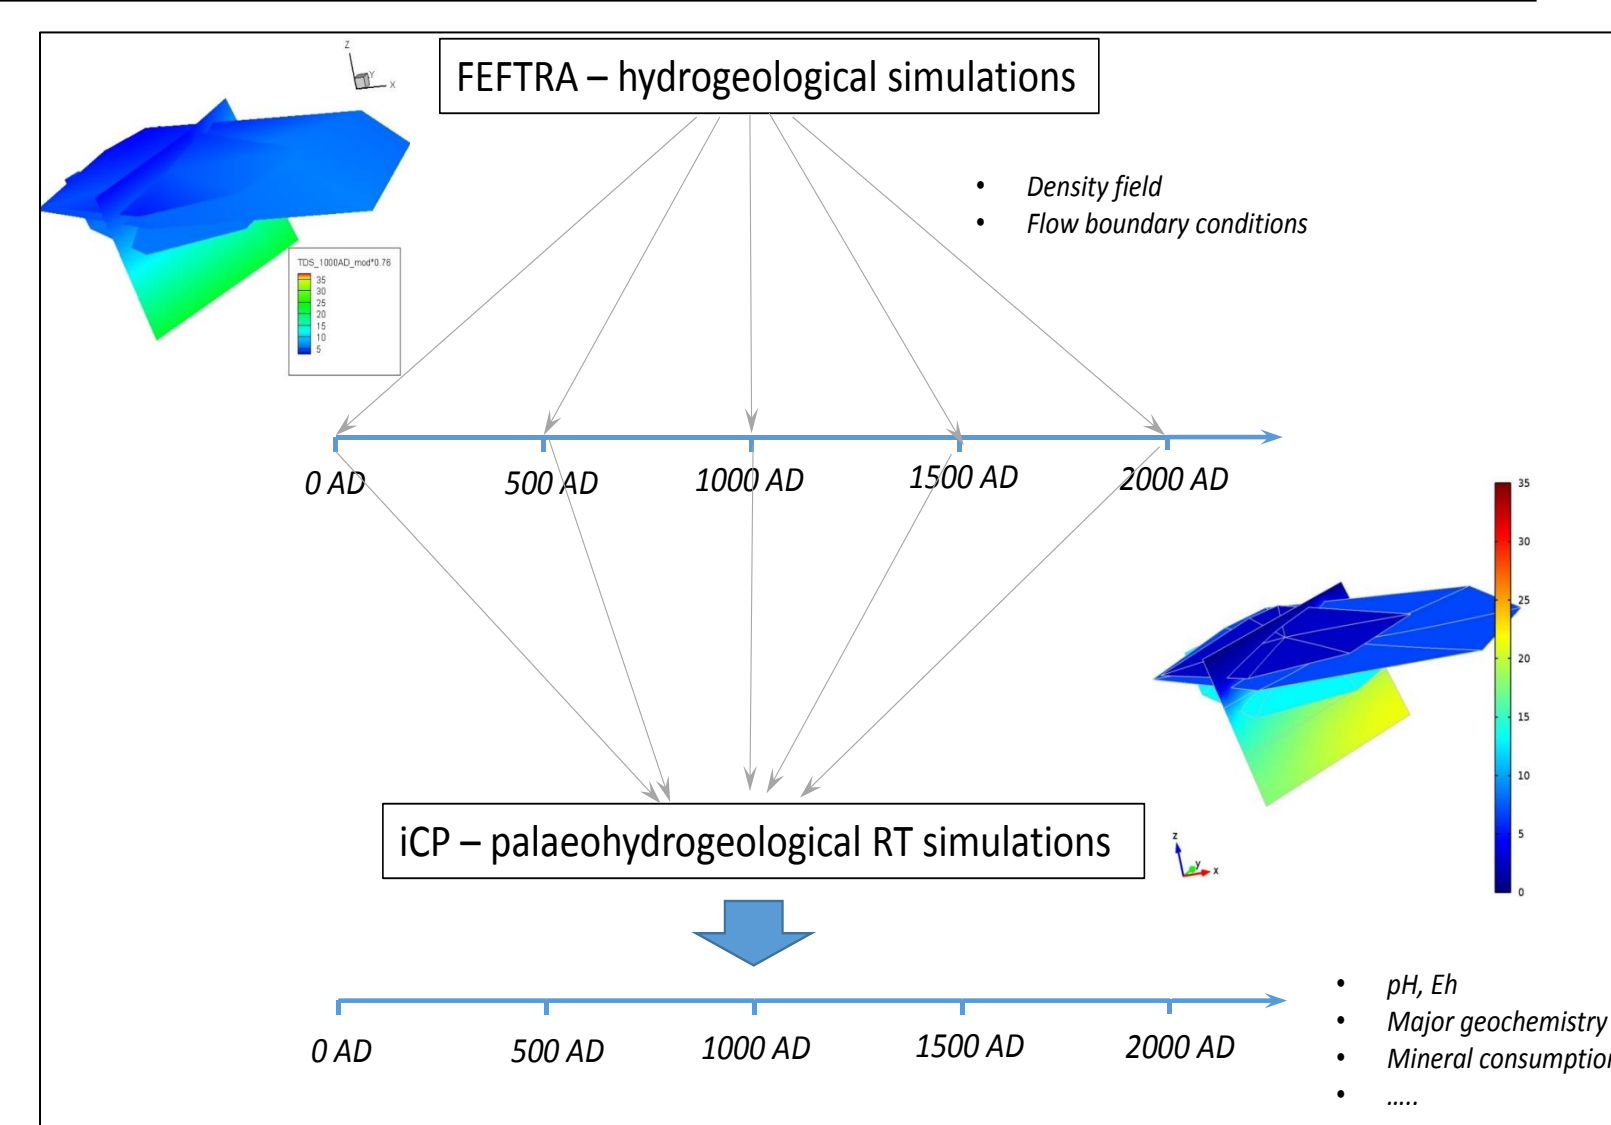 FEFTRA – hydrogeological simulations
Z
Y
X
• Density field
• Flow boundary conditions
TDS_1000AD_mod*0.76
35
30
25
20
15
10
5
0 AD
500 AD
1000 AD
1500 AD
2000 AD
35
30
25
20
15
10
5
0
iCP – palaeohydrogeological RT simulations
z
y
x
• pH, Eh
• Major geochemistry
• Mineral consumption
• .....
0 AD
500 AD
1000 AD
1500 AD
2000 AD